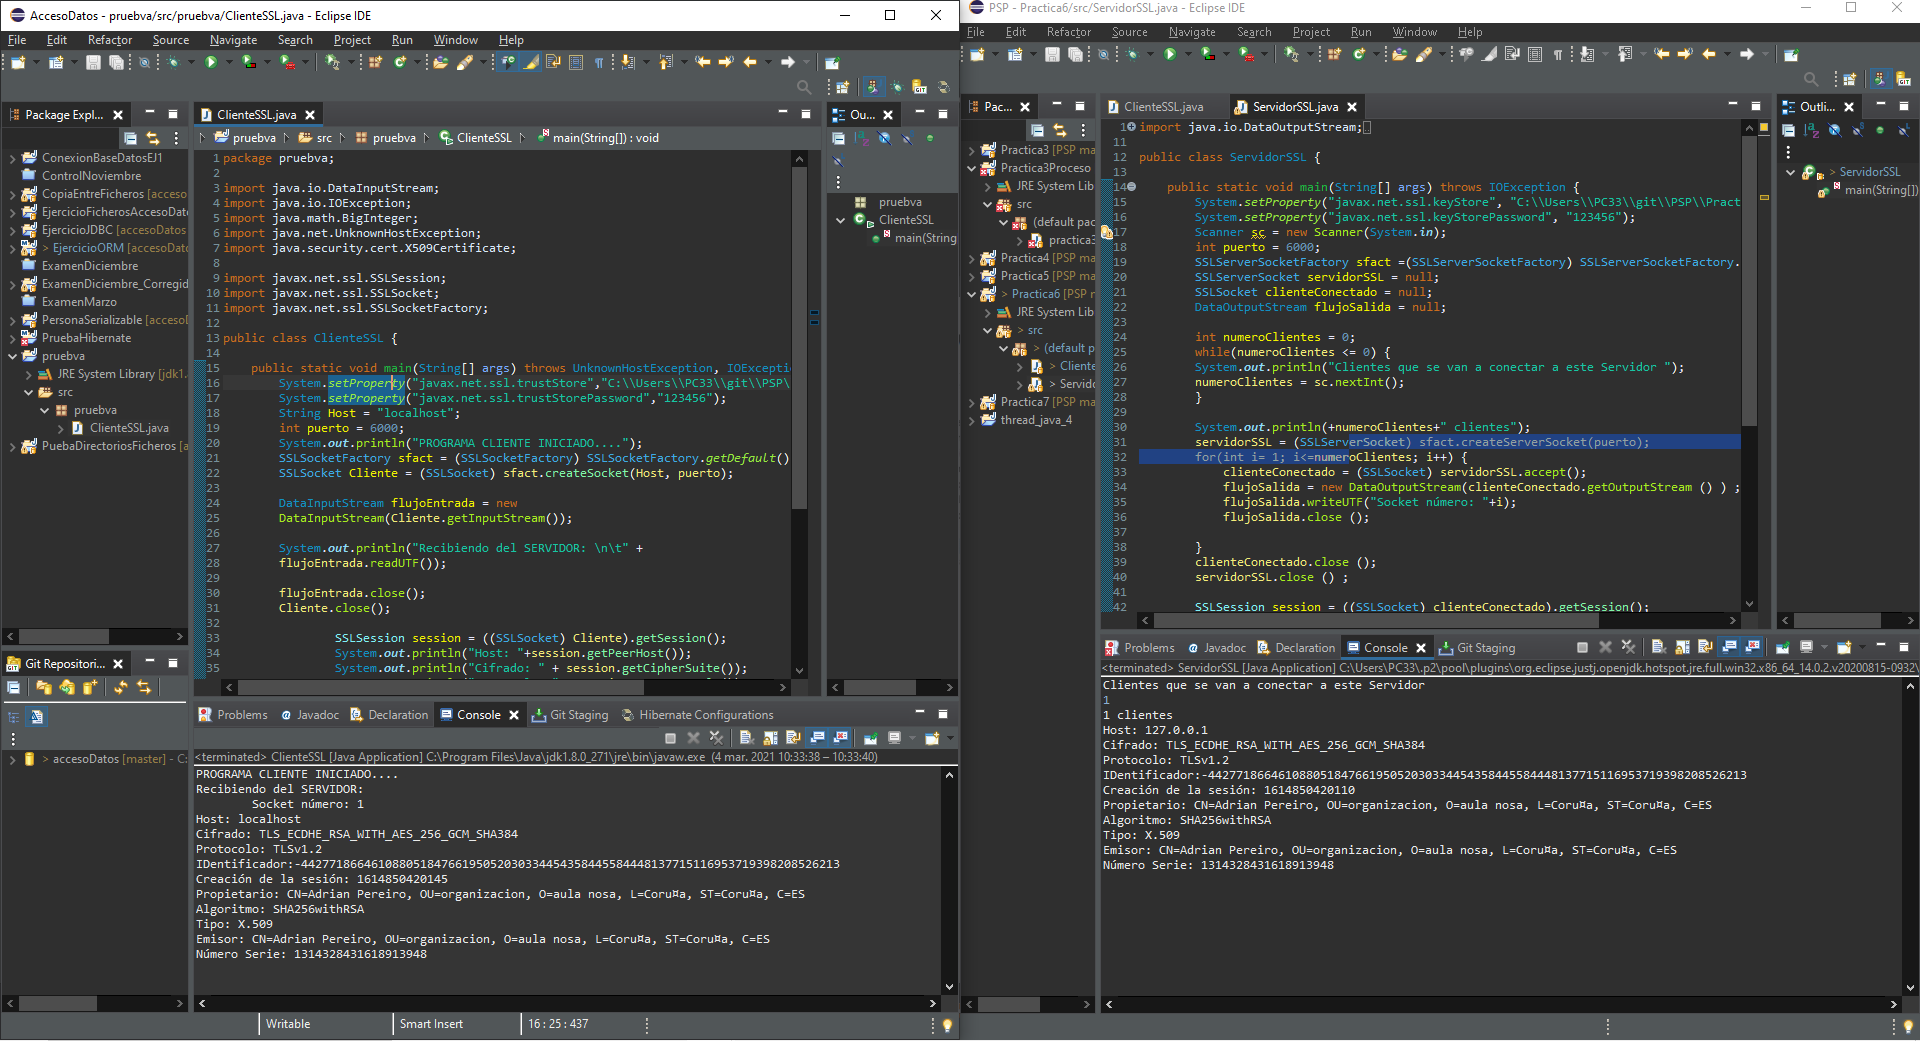 AccesoDatos - pruebva/src/pruebva/ClienteSSL.java - Eclipse IDE
File Edit Refactor Source Navigate Search Project Run Window Help
Package Expl...
ConexionBaseDatosEJ1
ControlNoviembre
CopiaEntreFicheros [acceso
EjercicioFicherosAccesoDato
EjercicioJDBC [accesoDatos
> EjercicioORM [accesoDato
ExamenDiciembre
ExamenDiciembre_Corregid
ExamenMarzo
PersonaSerializable [accesoD
PruebaHibernate
pruebva
JRE System Library [jdk1.
src
pruebva
ClienteSSL.java
PuebaDirectoriosFicheros [a
Git Repositori...
> accesoDatos [master] - C:
ClienteSSL.java
pruebva src pruebva ClienteSSL main(String[]) : void
1 package pruebva;
2
3 import java.io.DataInputStream;
4 import java.io.IOException;
5 import java.math.BigInteger;
6 import java.net.UnknownHostException;
7 import java.security.cert.X509Certificate;
8
9 import javax.net.ssl.SSLSession;
10 import javax.net.ssl.SSLSocket;
11 import javax.net.ssl.SSLSocketFactory;
12
13 public class ClienteSSL {
14
15 public static void main(String[] args) throws UnknownHostException, IOExceptio
16 System.setProperty("javax.net.ssl.trustStore","C:\\Users\\PC33\\git\\PSP\
17 System.setProperty("javax.net.ssl.trustStorePassword","123456");
18 String Host = "localhost";
19 int puerto = 6000;
20 System.out.println("PROGRAMA CLIENTE INICIADO....");
21 SSLSocketFactory sfact = (SSLSocketFactory) SSLSocketFactory.getDefault()
22 SSLSocket Cliente = (SSLSocket) sfact.createSocket(Host, puerto);
23
24 DataInputStream flujoEntrada = new
25 DataInputStream(Cliente.getInputStream());
26
27 System.out.println("Recibiendo del SERVIDOR: \n\t" +
28 flujoEntrada.readUTF());
29
30 flujoEntrada.close();
31 Cliente.close();
32
33 SSLSession session = ((SSLSocket) Cliente).getSession();
34 System.out.println("Host: "+session.getPeerHost());
35 System.out.println("Cifrado: " + session.getCipherSuite());
Ou...
pruebva
ClienteSSL
main(String
Problems Javadoc Declaration Console Git Staging Hibernate Configurations
<terminated> ClienteSSL [Java Application] C:\Program Files\Java\jdk1.8.0_271\jre\bin\javaw.exe (4 mar. 2021 10:33:38 – 10:33:40)
PROGRAMA CLIENTE INICIADO....
Recibiendo del SERVIDOR:
Socket número: 1
Host: localhost
Cifrado: TLS_ECDHE_RSA_WITH_AES_256_GCM_SHA384
Protocolo: TLSv1.2
IDentificador:-44277186646108805184766195052030334454358445584448137715116953719398208526213
Creación de la sesión: 1614850420145
Propietario: CN=Adrian Pereiro, OU=organizacion, O=aula nosa, L=Coru¤a, ST=Coru¤a, C=ES
Algoritmo: SHA256withRSA
Tipo: X.509
Emisor: CN=Adrian Pereiro, OU=organizacion, O=aula nosa, L=Coru¤a, ST=Coru¤a, C=ES
Número Serie: 1314328431618913948
Writable Smart Insert 16 : 25 : 437
PSP - Practica6/src/ServidorSSL.java - Eclipse IDE
File Edit Refactor Source Navigate Search Project Run Window Help
Pac...
Practica3 [PSP ma
Practica3Proceso
JRE System Lib
src
(default pac
practica3
Practica4 [PSP ma
Practica5 [PSP ma
> Practica6 [PSP m
JRE System Lib
> src
> (default p
> Cliente
> Servido
Practica7 [PSP ma
thread_java_4
ClienteSSL.java ServidorSSL.java
1 import java.io.DataOutputStream;
11
12 public class ServidorSSL {
13
14 public static void main(String[] args) throws IOException {
15 System.setProperty("javax.net.ssl.keyStore", "C:\\Users\\PC33\\git\\PSP\\Pract
16 System.setProperty("javax.net.ssl.keyStorePassword", "123456");
17 Scanner sc = new Scanner(System.in);
18 int puerto = 6000;
19 SSLServerSocketFactory sfact =(SSLServerSocketFactory) SSLServerSocketFactory.
20 SSLServerSocket servidorSSL = null;
21 SSLSocket clienteConectado = null;
22 DataOutputStream flujoSalida = null;
23
24 int numeroClientes = 0;
25 while(numeroClientes <= 0) {
26 System.out.println("Clientes que se van a conectar a este Servidor ");
27 numeroClientes = sc.nextInt();
28 }
29
30 System.out.println(+numeroClientes+" clientes");
31 servidorSSL = (SSLServerSocket) sfact.createServerSocket(puerto);
32 for(int i= 1; i<=numeroClientes; i++) {
33 clienteConectado = (SSLSocket) servidorSSL.accept();
34 flujoSalida = new DataOutputStream(clienteConectado.getOutputStream () ) ;
35 flujoSalida.writeUTF("Socket número: "+i);
36 flujoSalida.close ();
37
38 }
39 clienteConectado.close ();
40 servidorSSL.close () ;
41
42 SSLSession session = ((SSLSocket) clienteConectado).getSession();
Outli...
> ServidorSSL
main(String[])
Problems Javadoc Declaration Console Git Staging
<terminated> ServidorSSL [Java Application] C:\Users\PC33\.p2\pool\plugins\org.eclipse.justj.openjdk.hotspot.jre.full.win32.x86_64_14.0.2.v20200815-0932\
Clientes que se van a conectar a este Servidor
1
1 clientes
Host: 127.0.0.1
Cifrado: TLS_ECDHE_RSA_WITH_AES_256_GCM_SHA384
Protocolo: TLSv1.2
IDentificador:-44277186646108805184766195052030334454358445584448137715116953719398208526213
Creación de la sesión: 1614850420110
Propietario: CN=Adrian Pereiro, OU=organizacion, O=aula nosa, L=Coru¤a, ST=Coru¤a, C=ES
Algoritmo: SHA256withRSA
Tipo: X.509
Emisor: CN=Adrian Pereiro, OU=organizacion, O=aula nosa, L=Coru¤a, ST=Coru¤a, C=ES
Número Serie: 1314328431618913948